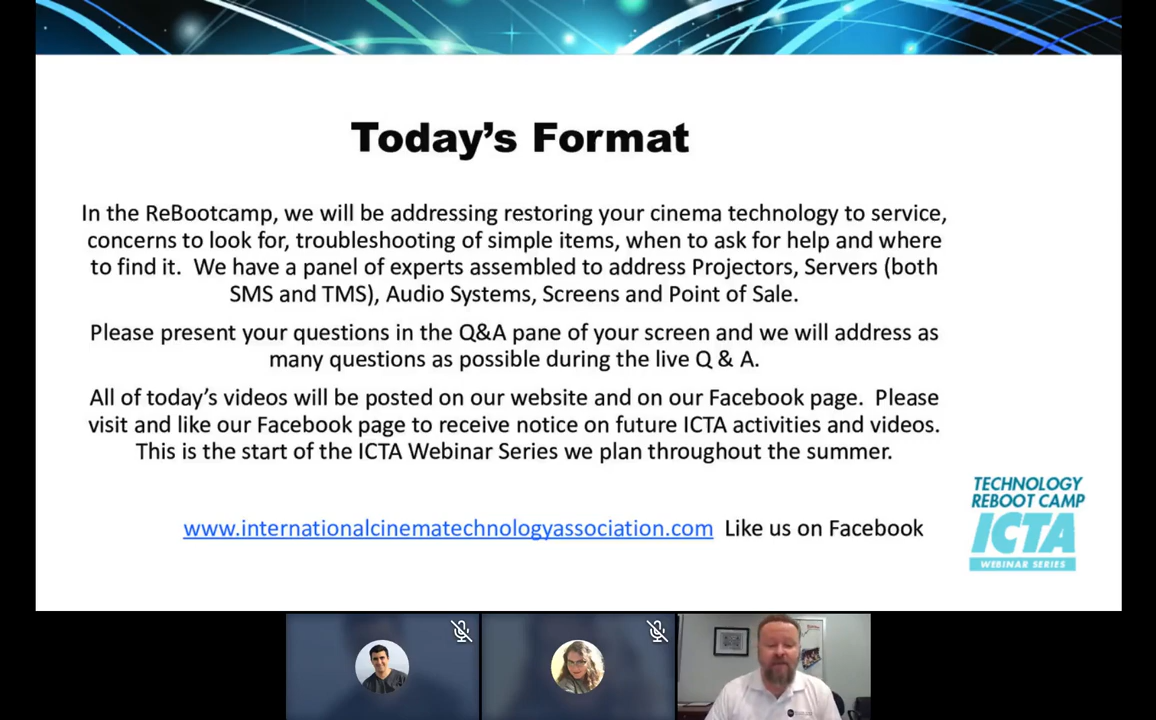 Today's Format
In the ReBootcamp, we will be addressing restoring your cinema technology to service,
concerns to look for, troubleshooting of simple items, when to ask for help and where
to find it.  We have a panel of experts assembled to address Projectors, Servers (both
SMS and TMS), Audio Systems, Screens and Point of Sale.
Please present your questions in the Q&A pane of your screen and we will address as
many questions as possible during the live Q & A.
All of today's videos will be posted on our website and on our Facebook page.  Please
visit and like our Facebook page to receive notice on future ICTA activities and videos.
This is the start of the ICTA Webinar Series we plan throughout the summer.
www.internationalcinematechnologyassociation.com  Like us on Facebook
TECHNOLOGY
REBOOT CAMP
ICTA
WEBINAR SERIES